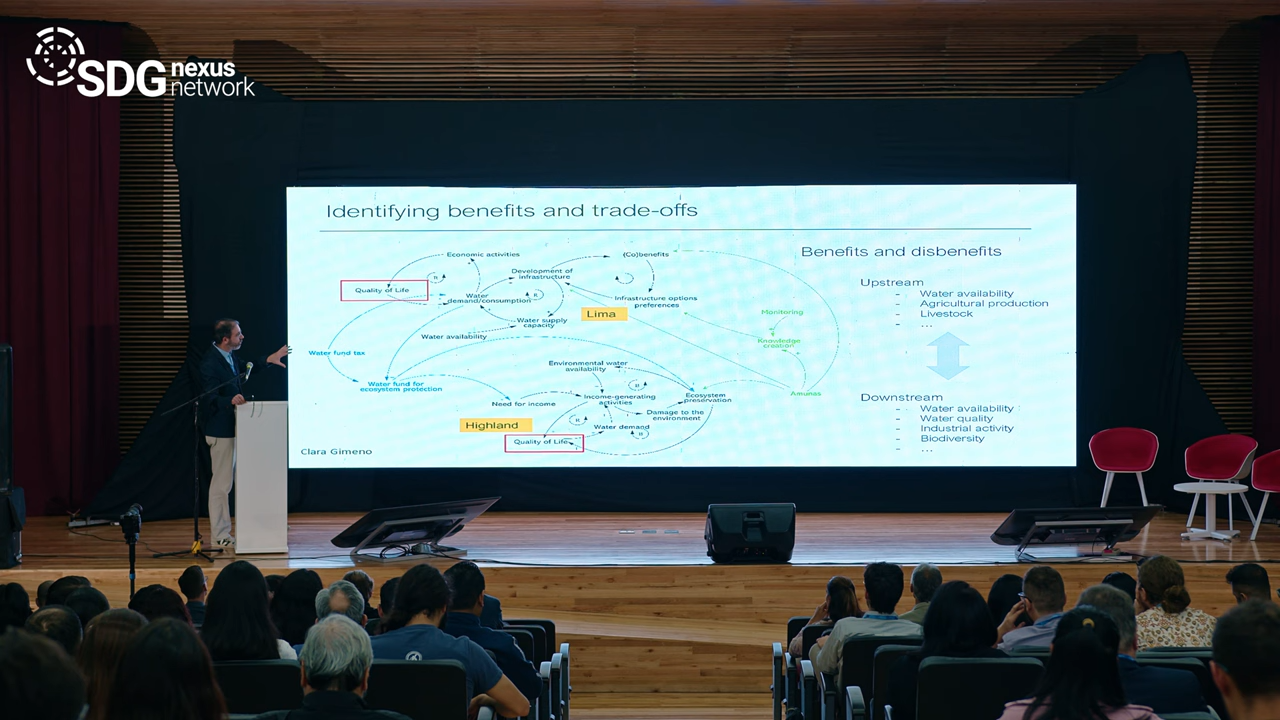 SDG nexus
network
Identifying benefits and trade-offs
Economic activities
(Co)benefits
Development of
infrastructure
R
Quality of Life
Water
demand/consumption
R
Infrastructure options
preferences
Lima
Water supply
capacity
Monitoring
Water availability
Knowledge
creation
Water fund tax
Environmental water
availability
Water fund for
ecosystem protection
R
Need for income
Income-generating
activities
Ecosystem
preservation
Amunas
Damage to the
environment
Highland
R
Water demand
R
Quality of Life
Clara Gimeno
Benefits and disbenefits
Upstream
- Water availability
- Agricultural production
- Livestock
- ...
Downstream
- Water availability
- Water quality
- Industrial activity
- Biodiversity
- ...